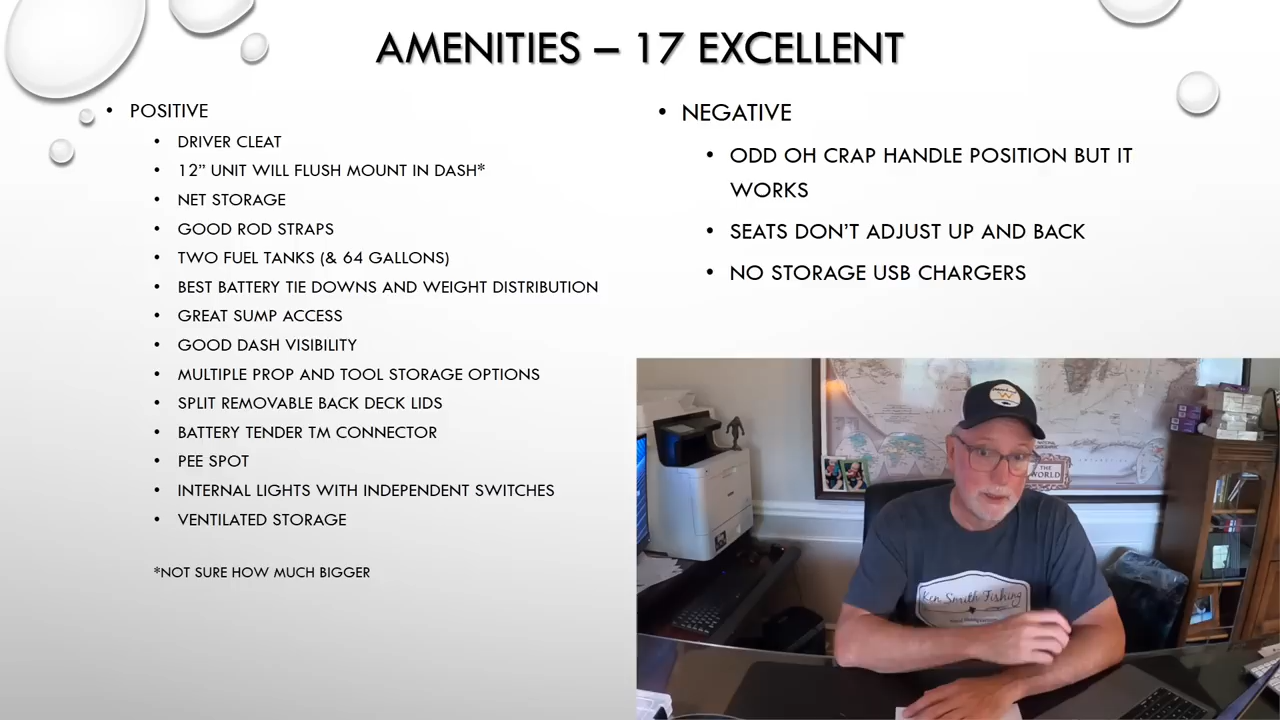 AMENITIES – 17 EXCELLENT
• POSITIVE
• DRIVER CLEAT
• 12” UNIT WILL FLUSH MOUNT IN DASH*
• NET STORAGE
• GOOD ROD STRAPS
• TWO FUEL TANKS (& 64 GALLONS)
• BEST BATTERY TIE DOWNS AND WEIGHT DISTRIBUTION
• GREAT SUMP ACCESS
• GOOD DASH VISIBILITY
• MULTIPLE PROP AND TOOL STORAGE OPTIONS
• SPLIT REMOVABLE BACK DECK LIDS
• BATTERY TENDER TM CONNECTOR
• PEE SPOT
• INTERNAL LIGHTS WITH INDEPENDENT SWITCHES
• VENTILATED STORAGE
*NOT SURE HOW MUCH BIGGER
• NEGATIVE
• ODD OH CRAP HANDLE POSITION BUT IT
WORKS
• SEATS DON’T ADJUST UP AND BACK
• NO STORAGE USB CHARGERS
THE
WORLD
Ken Smith Fishing